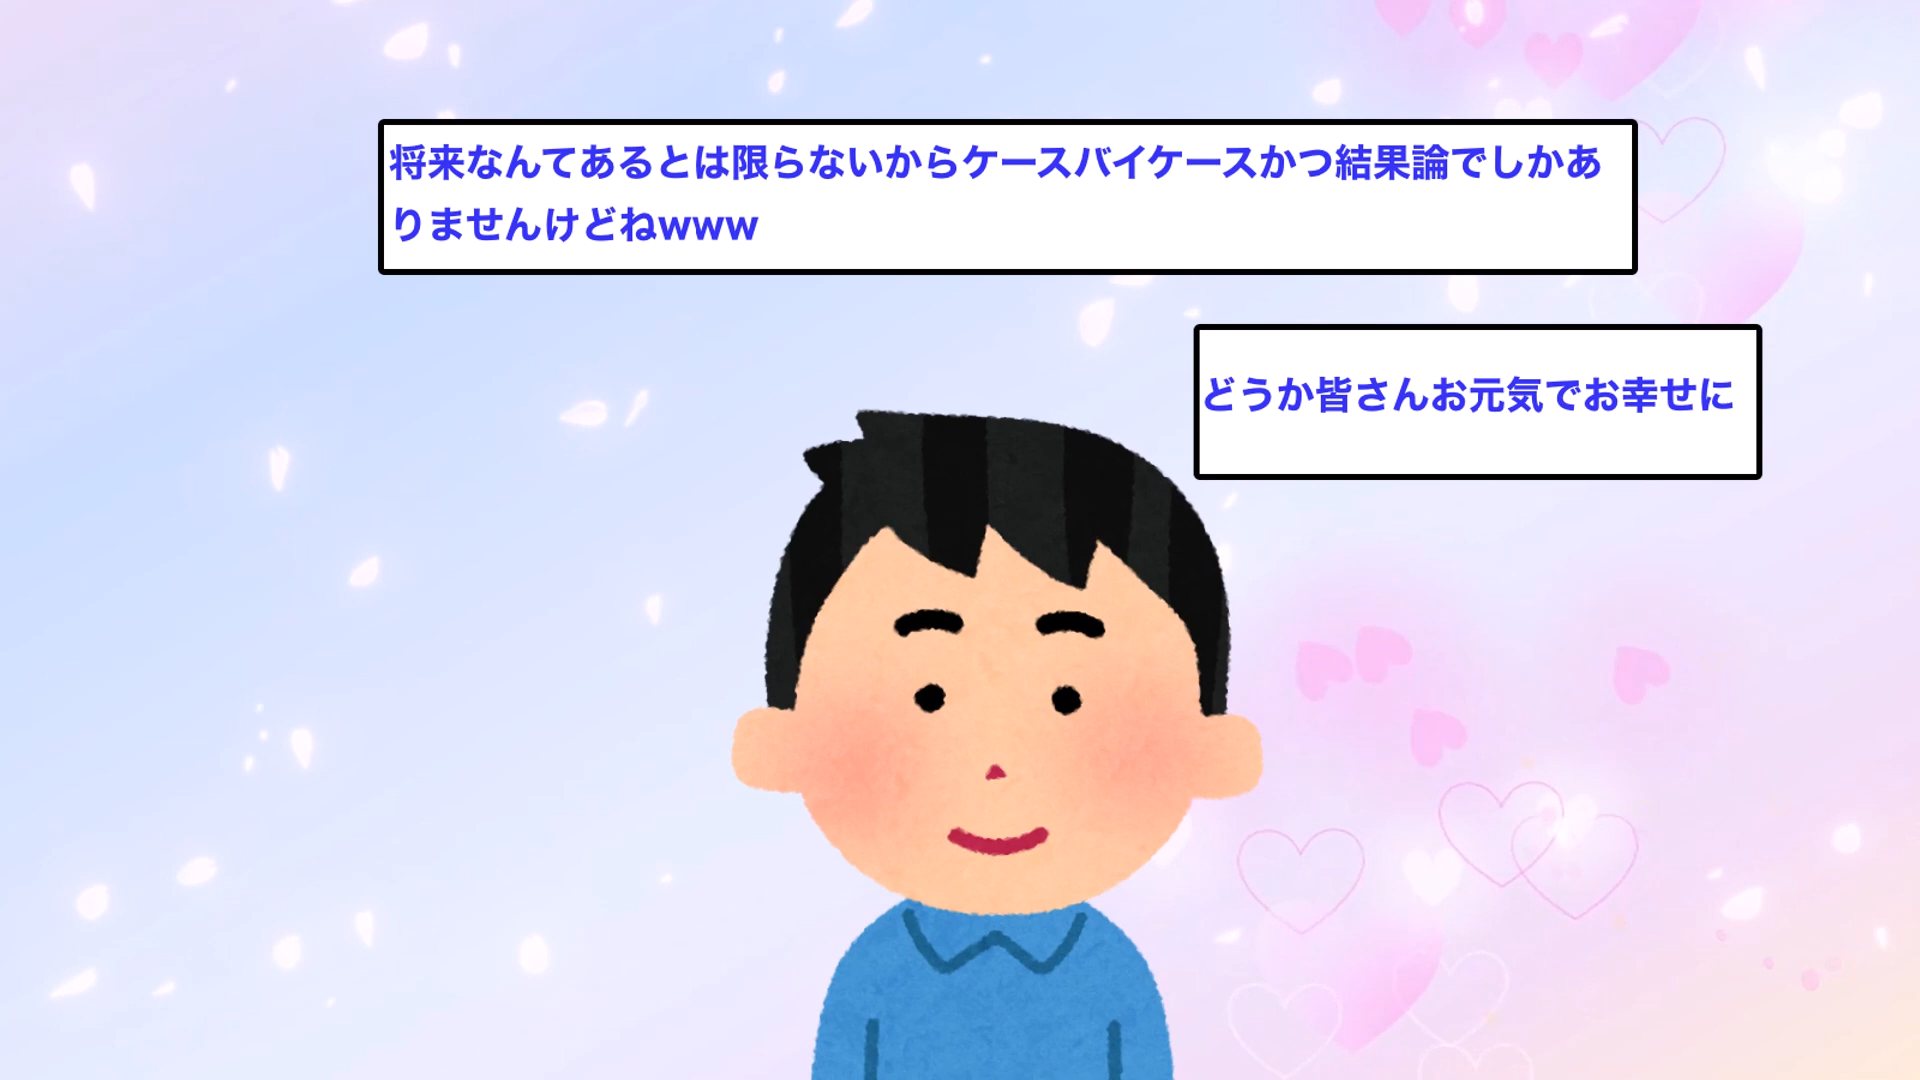 将来なんてあるとは限らないからケースバイケースかつ結果論でしかあ
りませんけどねwww
どうか皆さんお元気でお幸せに